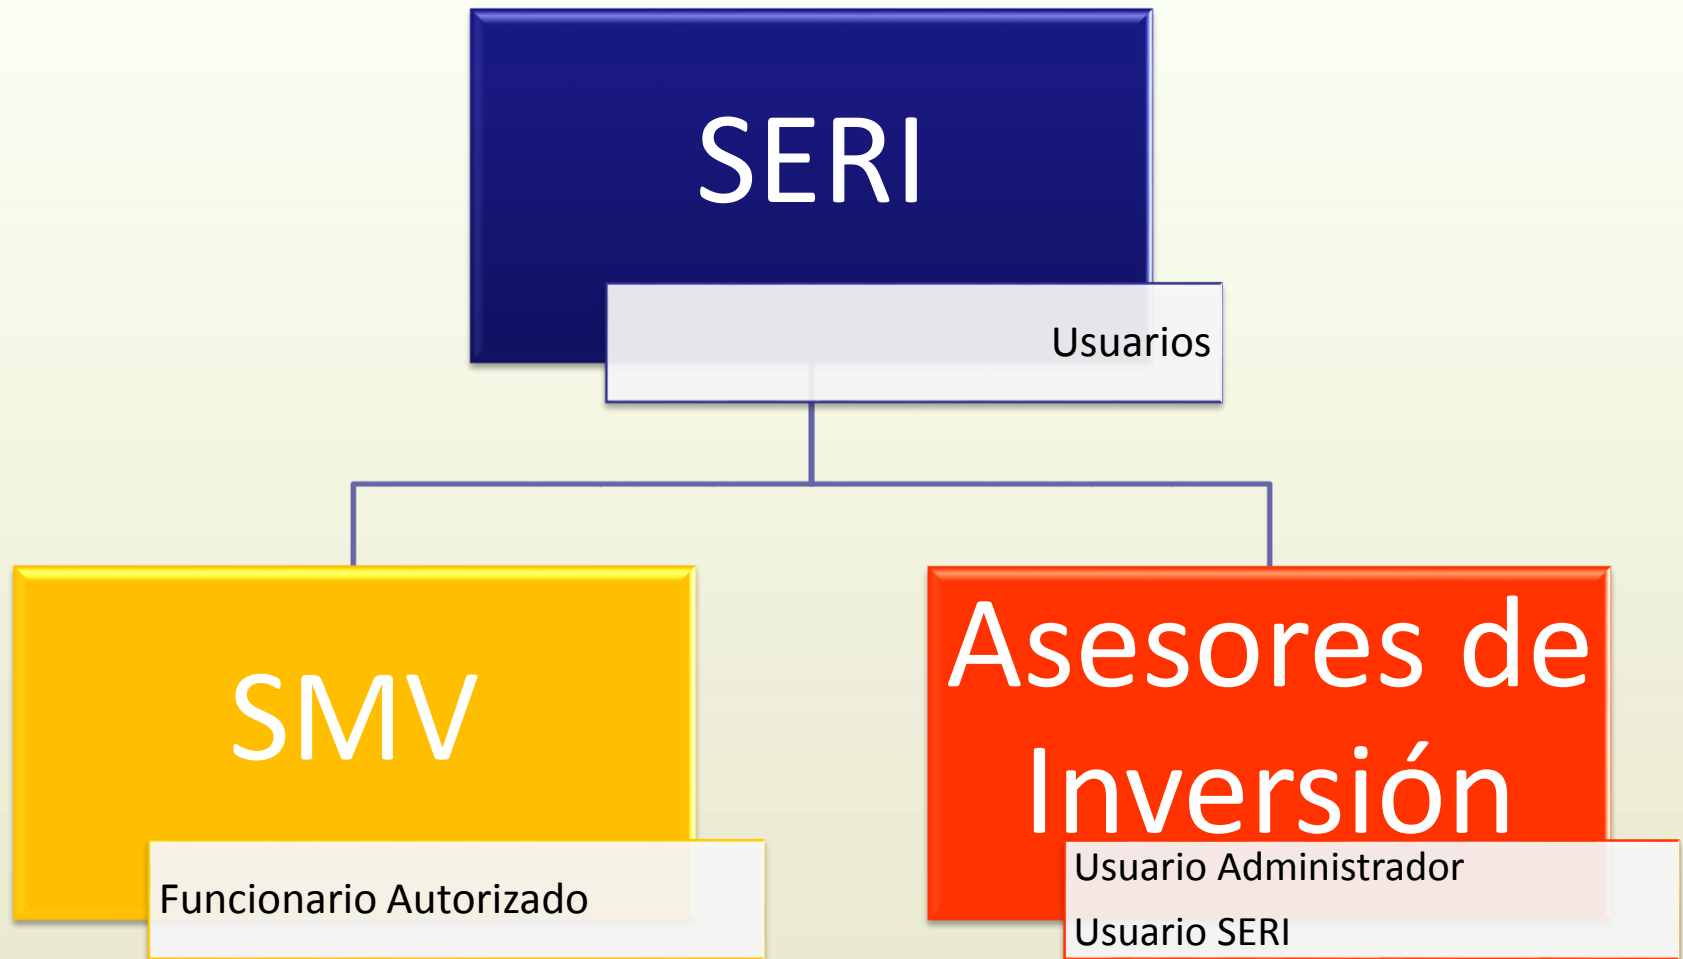 SERI
Usuarios
SMV
Funcionario Autorizado
Asesores de
Inversión
Usuario Administrador
Usuario SERI